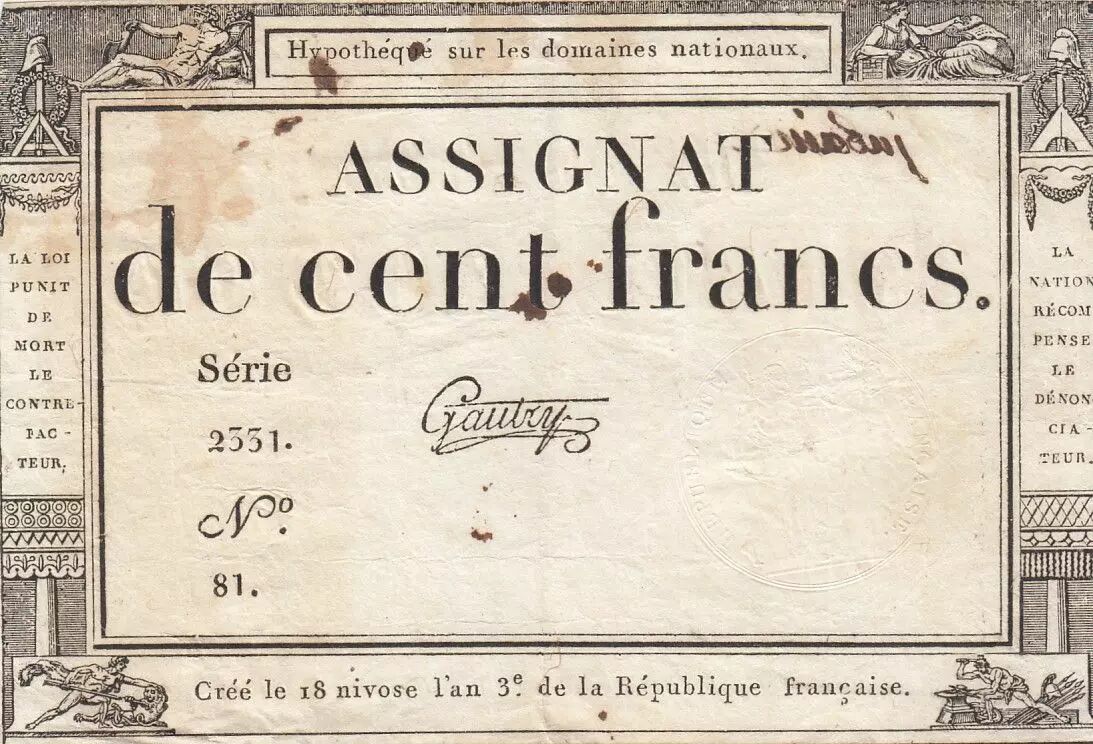 Hypothéqué sur les domaines nationaux.
ASSIGNAT
de cent francs.
LA LOI
PUNIT
DE
MORT
LE
CONTRE-
FAC-
TEUR.
LA
NATION
RÉCOM
PENSE
LE
DÉNON-
CIA-
TEUR.
Série
2331.
Gautry
Nº.
81.
Créé le 18 nivose l'an 3e. de la République française.